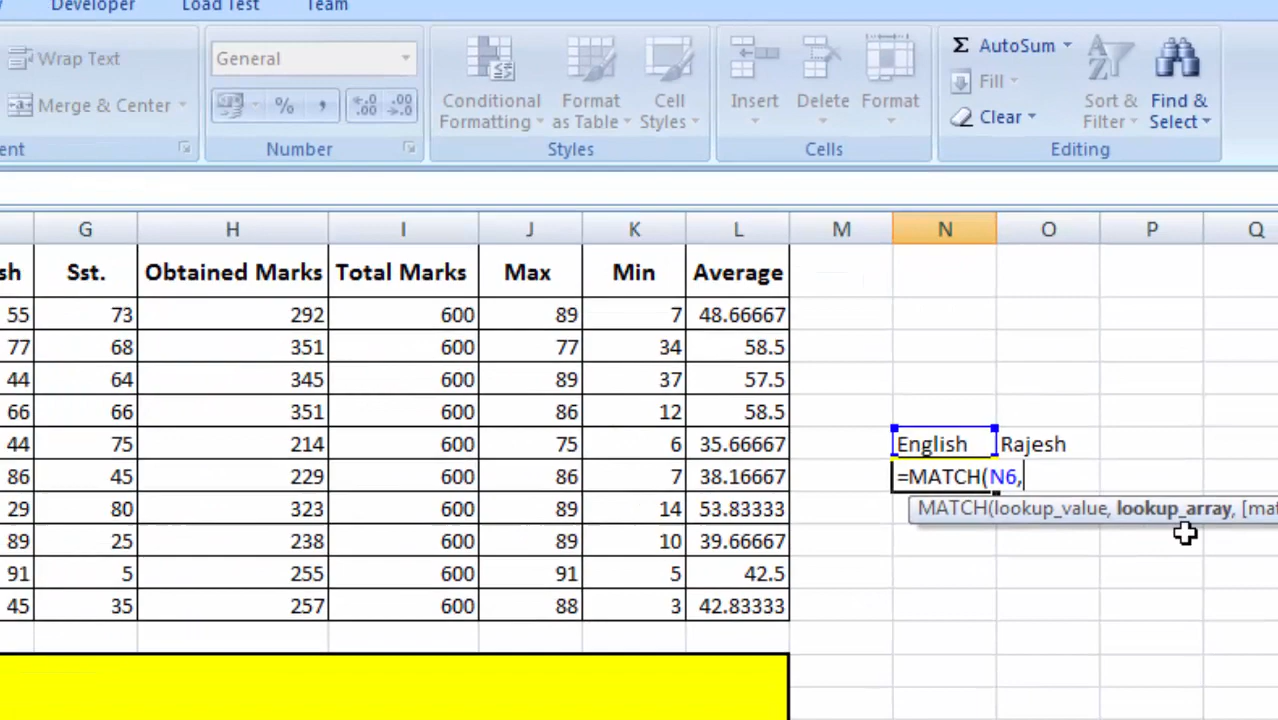 Developer Load Test Team
Wrap Text General AutoSum
Fill
Merge & Center % , Conditional Format Cell Insert Delete Format Clear Sort & Find &
Formatting as Table Styles Filter Select
ent Number Styles Cells Editing
G H I J K L M N O P Q
sh Sst. Obtained Marks Total Marks Max Min Average
55 73 292 600 89 7 48.66667
77 68 351 600 77 34 58.5
44 64 345 600 89 37 57.5
66 66 351 600 86 12 58.5
44 75 214 600 75 6 35.66667 English Rajesh
86 45 229 600 86 7 38.16667 =MATCH(N6,
29 80 323 600 89 14 53.83333 MATCH(lookup_value, lookup_array, [mat
89 25 238 600 89 10 39.66667
91 5 255 600 91 5 42.5
45 35 257 600 88 3 42.83333